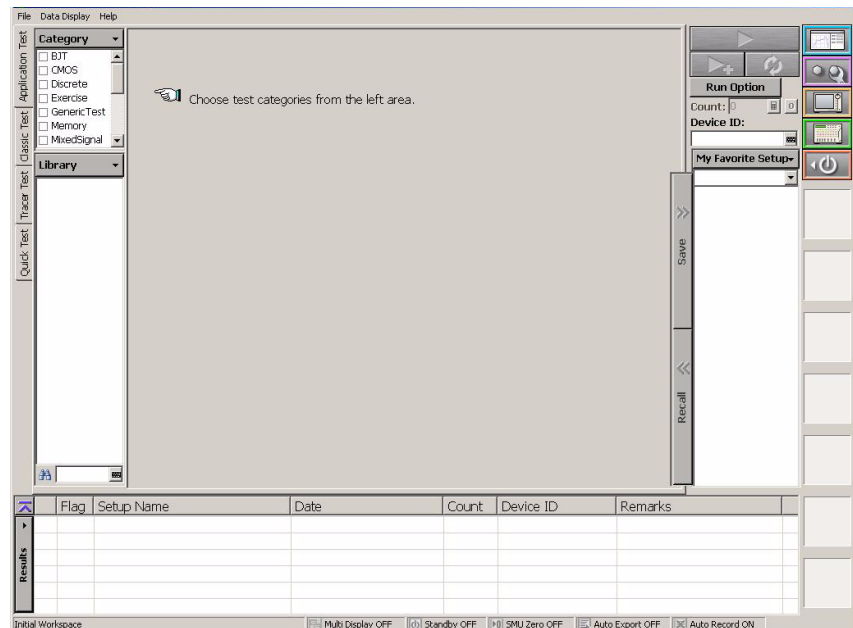 File Data Display Help
Application Test
Classic Test
Tracer Test
Quick Test
Category
BJT
CMOS
Discrete
Exercise
GenericTest
Memory
MixedSignal
Library
Choose test categories from the left area.
Run Option
Count: 0
Device ID:
My Favorite Setup
Save
Recall
Flag Setup Name Date Count Device ID Remarks
Results
Initial Workspace Multi Display OFF Standby OFF SMU Zero OFF Auto Export OFF Auto Record ON